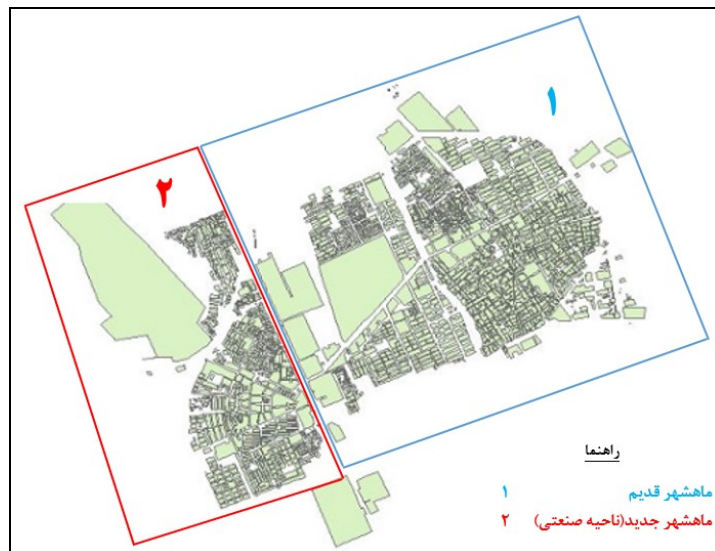 ۱
۲
راهنما
ماهشهر قدیم ۱
ماهشهر جدید(ناحیه صنعتی) ۲